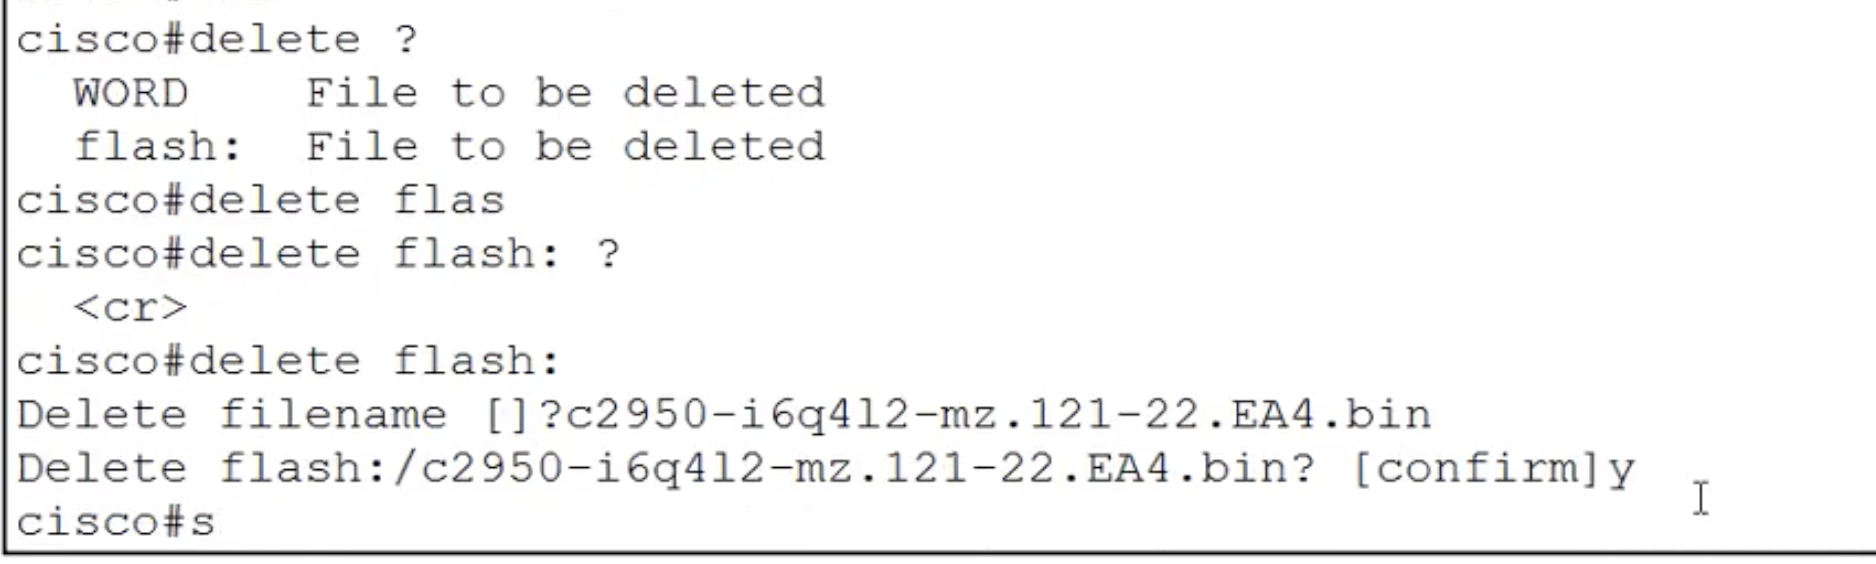 cisco#delete ?
  WORD    File to be deleted
  flash:  File to be deleted
cisco#delete flas
cisco#delete flash: ?
  <cr>
cisco#delete flash:
Delete filename []?c2950-i6q4l2-mz.121-22.EA4.bin
Delete flash:/c2950-i6q4l2-mz.121-22.EA4.bin? [confirm]y
cisco#s